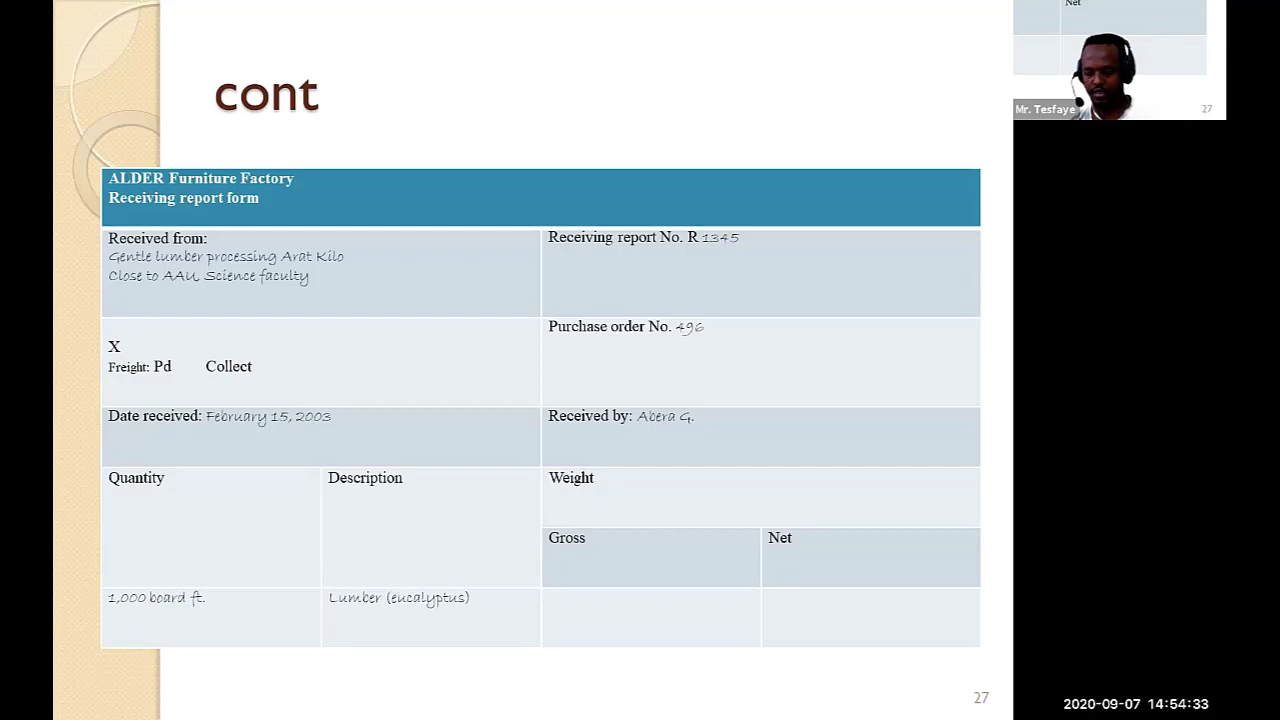 cont
ALDER Furniture Factory
Receiving report form
Received from:
Gentle lumber processing Arat Kilo
Close to AAU, Science faculty
Receiving report No. R 1345
X
Freight: Pd Collect
Purchase order No. 496
Date received: February 15, 2003
Received by: Abera G.
Quantity
Description
Weight
Gross
Net
1,000 board ft.
Lumber (eucalyptus)
27
Net
Mr. Tesfaye
27
2020-09-07 14:54:33